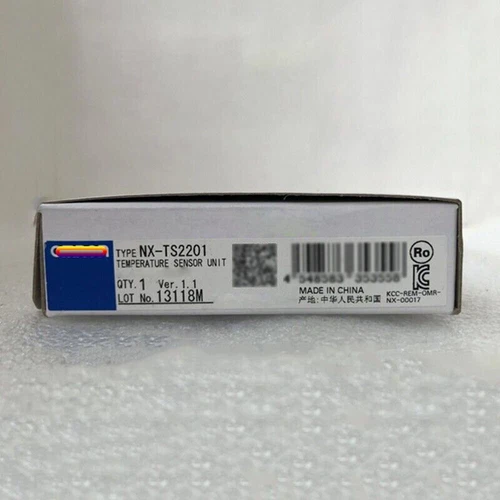 TYPE NX-TS2201
TEMPERATURE SENSOR UNIT
QTY. 1 Ver. 1.1
LOT No. 13118M
MADE IN CHINA
产地: 中华人民共和国
Ro
KCC-REM-OMR-
NX-00017